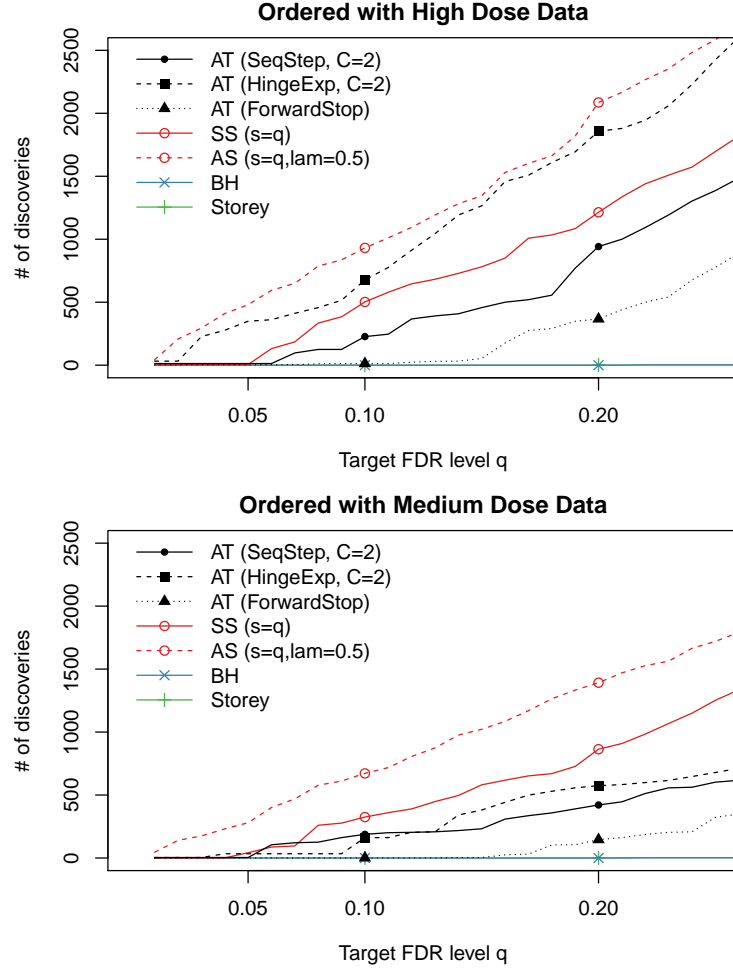 Ordered with High Dose Data
# of discoveries
2500
2000
1500
1000
500
0
AT (SeqStep, C=2)
AT (HingeExp, C=2)
AT (ForwardStop)
SS (s=q)
AS (s=q,lam=0.5)
BH
Storey
0.05
0.10
0.20
Target FDR level q
Ordered with Medium Dose Data
# of discoveries
2500
2000
1500
1000
500
0
AT (SeqStep, C=2)
AT (HingeExp, C=2)
AT (ForwardStop)
SS (s=q)
AS (s=q,lam=0.5)
BH
Storey
0.05
0.10
0.20
Target FDR level q